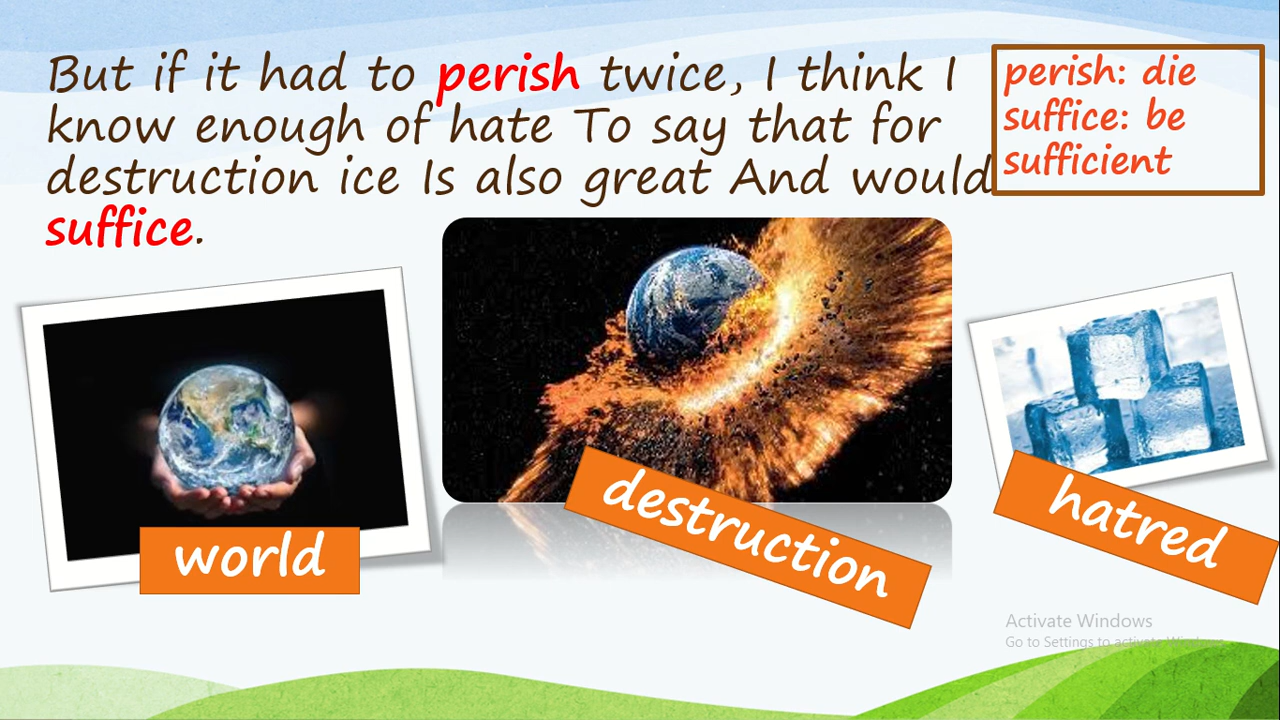 But if it had to perish twice, I think I
know enough of hate To say that for
destruction ice Is also great And would
suffice.
perish: die
suffice: be
sufficient
world
destruction
hatred
Activate Windows
Go to Settings to activate Windows.